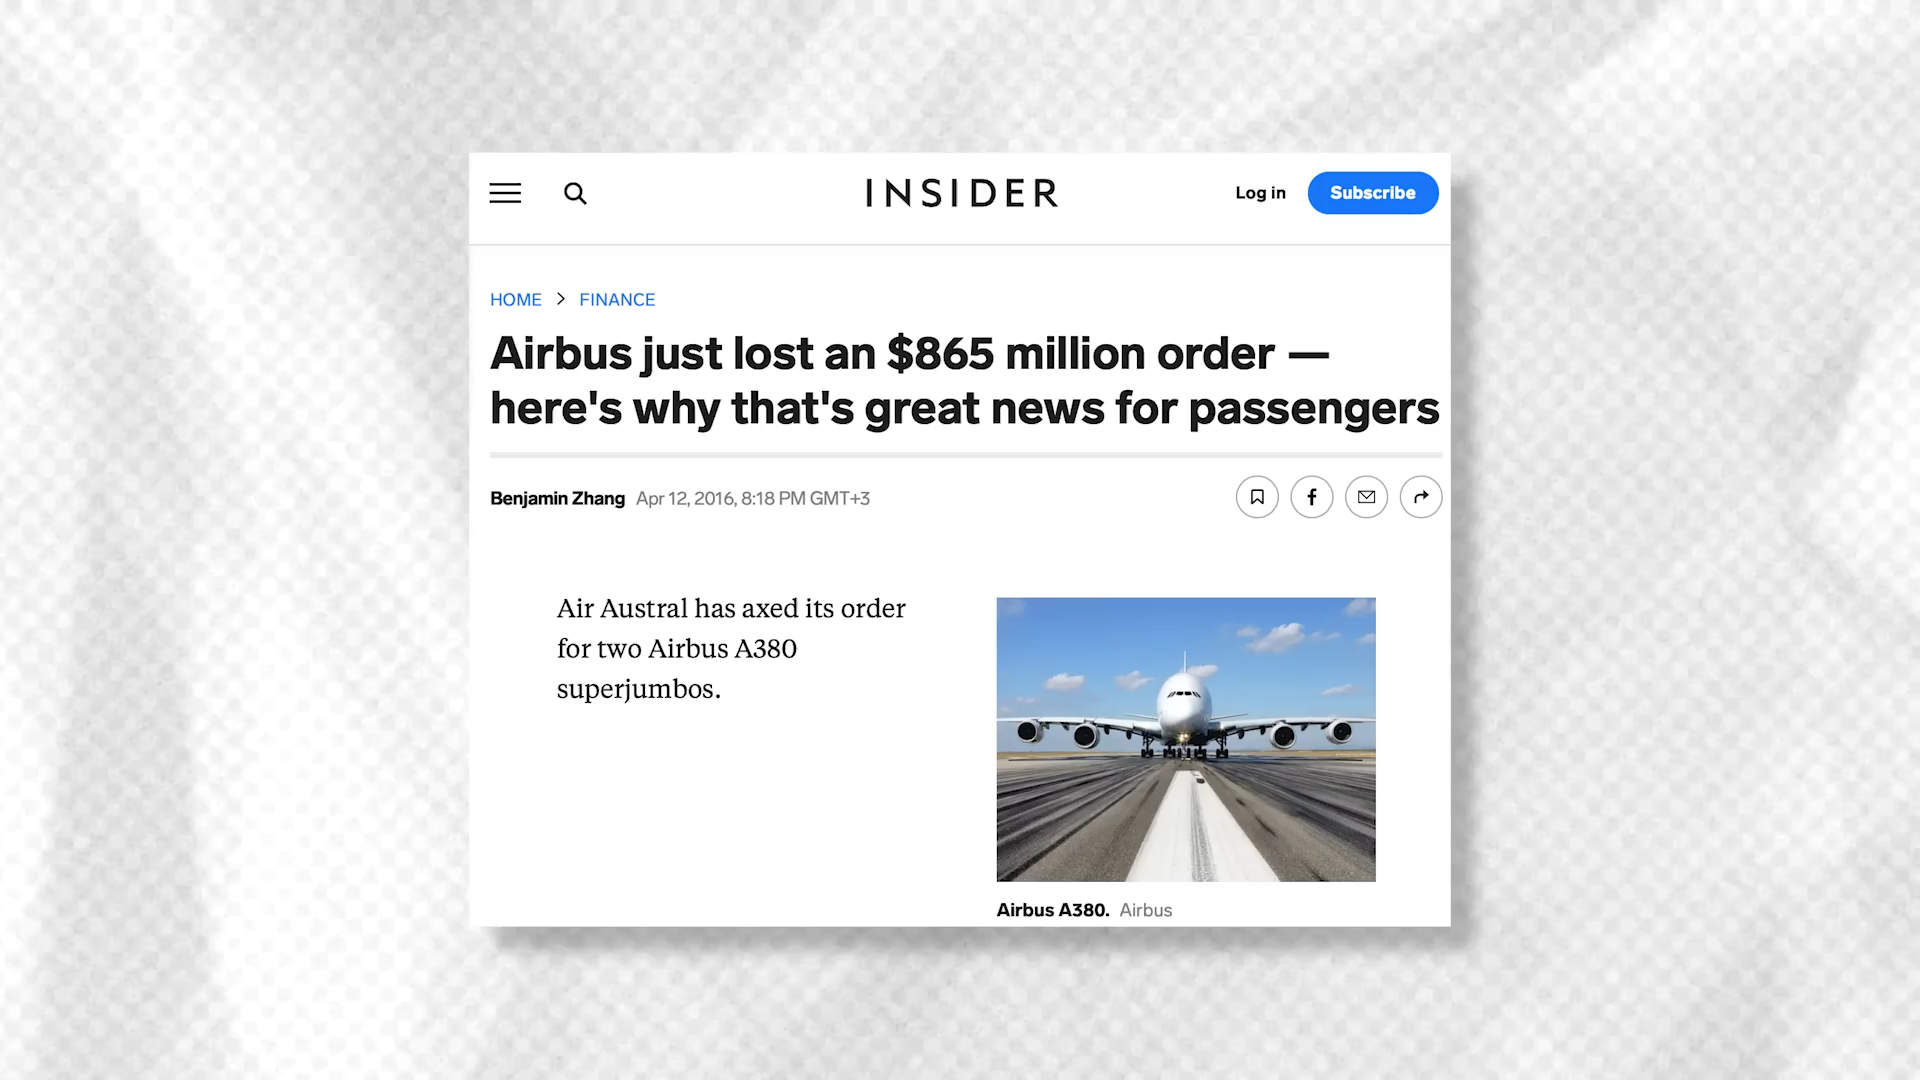 INSIDER
Log in
Subscribe
HOME > FINANCE
Airbus just lost an $865 million order —
here's why that's great news for passengers
Benjamin Zhang Apr 12, 2016, 8:18 PM GMT+3
Air Austral has axed its order
for two Airbus A380
superjumbos.
Airbus A380. Airbus